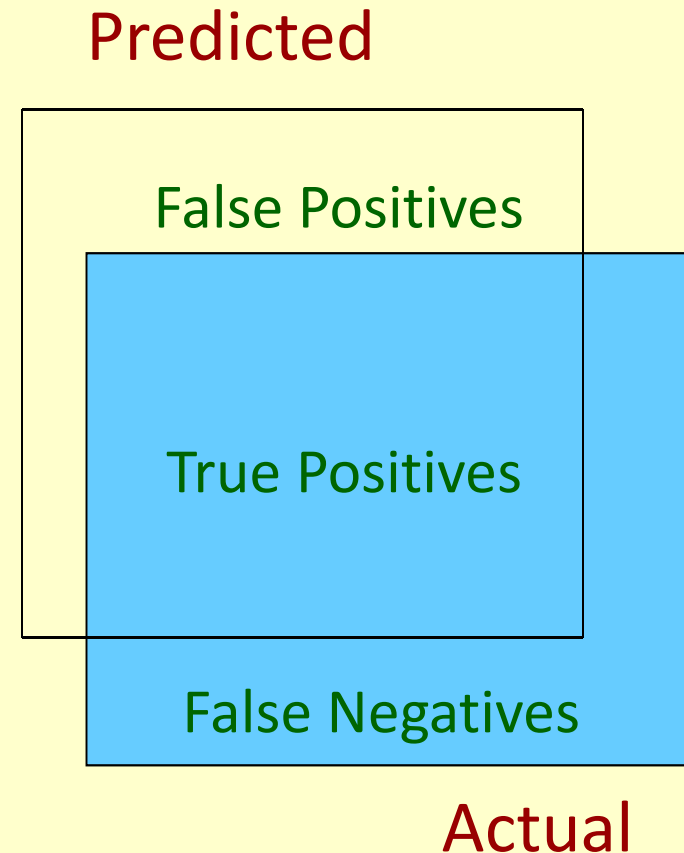 Predicted
False Positives
True Positives
False Negatives
Actual